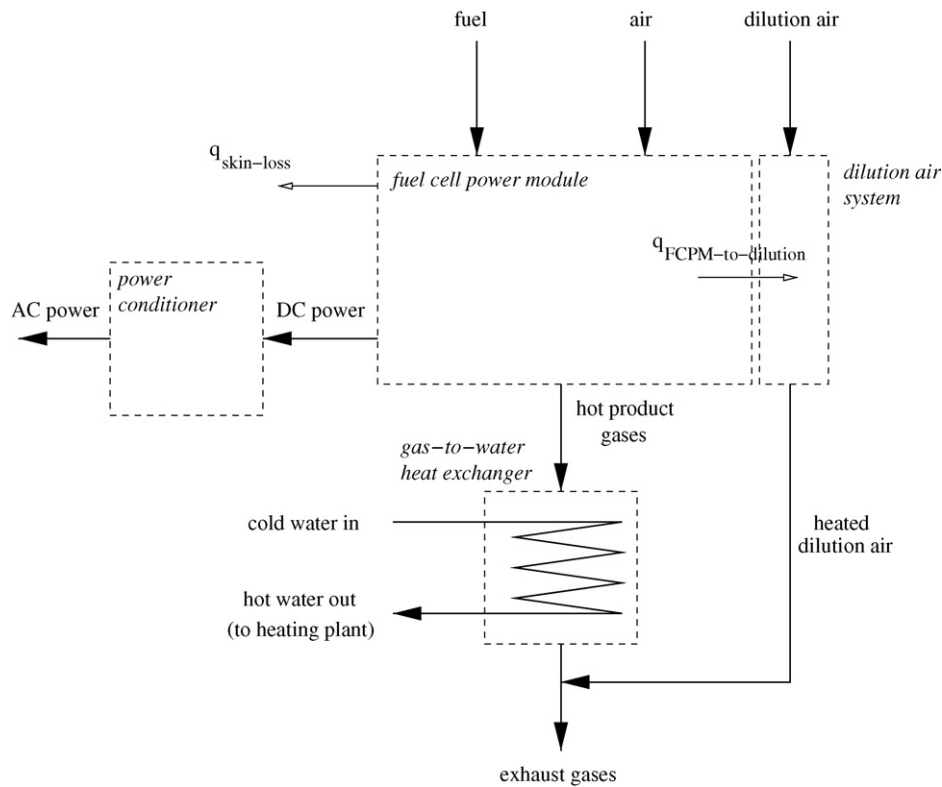 fuel
air
dilution air
q skin−loss
fuel cell power module
dilution air
system
q FCPM−to−dilution
power
conditioner
AC power
DC power
hot product
gases
gas−to−water
heat exchanger
cold water in
heated
dilution air
hot water out
(to heating plant)
exhaust gases